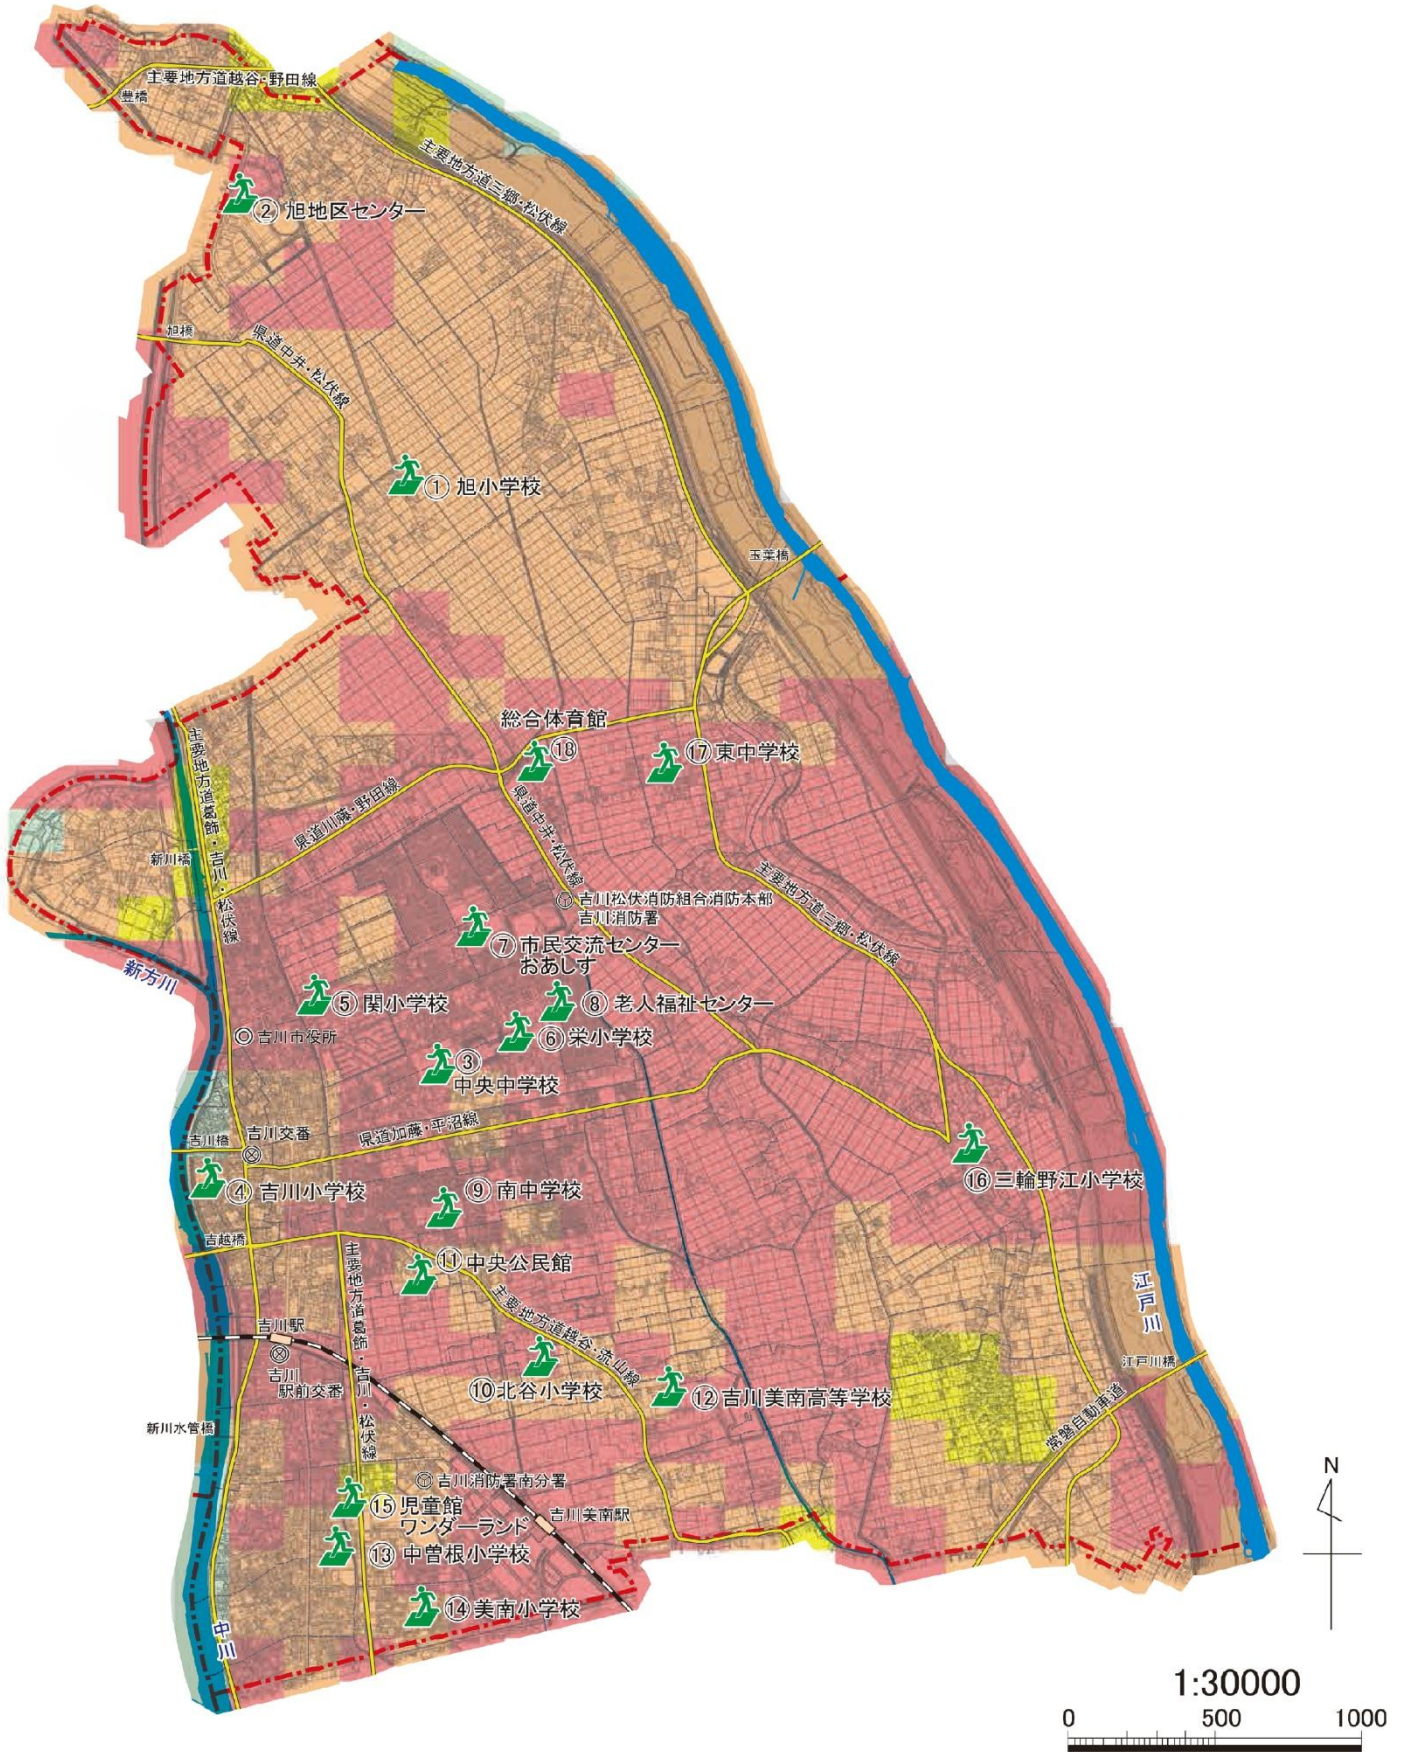 主要地方道越谷・野田線
豊橋
主要地方道三郷・松伏線
② 旭地区センター
旭橋
県道中井・松伏線
① 旭小学校
玉葉橋
総合体育館
⑱
⑰ 東中学校
主要地方道葛飾・吉川・松伏線
県道川藤・野田線
県道中井・松伏線
新川橋
主要地方道三郷・松伏線
吉川松伏消防組合消防本部
吉川消防署
⑦ 市民交流センター
おあしす
新方川
⑤ 関小学校
⑧ 老人福祉センター
吉川市役所
⑥ 栄小学校
③
中央中学校
県道加藤・平沼線
吉川橋
吉川交番
④ 吉川小学校
⑨ 南中学校
⑯ 三輪野江小学校
吉越橋
⑪ 中央公民館
主要地方道葛飾・吉川・松伏線
主要地方道越谷・流山線
江戸川
吉川駅
吉川
駅前交番
⑩ 北谷小学校
⑫ 吉川美南高等学校
江戸川橋
常磐自動車道
新川水管橋
吉川消防署南分署
⑮ 児童館
ワンダーランド
吉川美南駅
⑬ 中曽根小学校
⑭ 美南小学校
中川
N
1:30000
0 500 1000